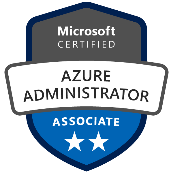 Microsoft
CERTIFIED
AZURE
ADMINISTRATOR
ASSOCIATE